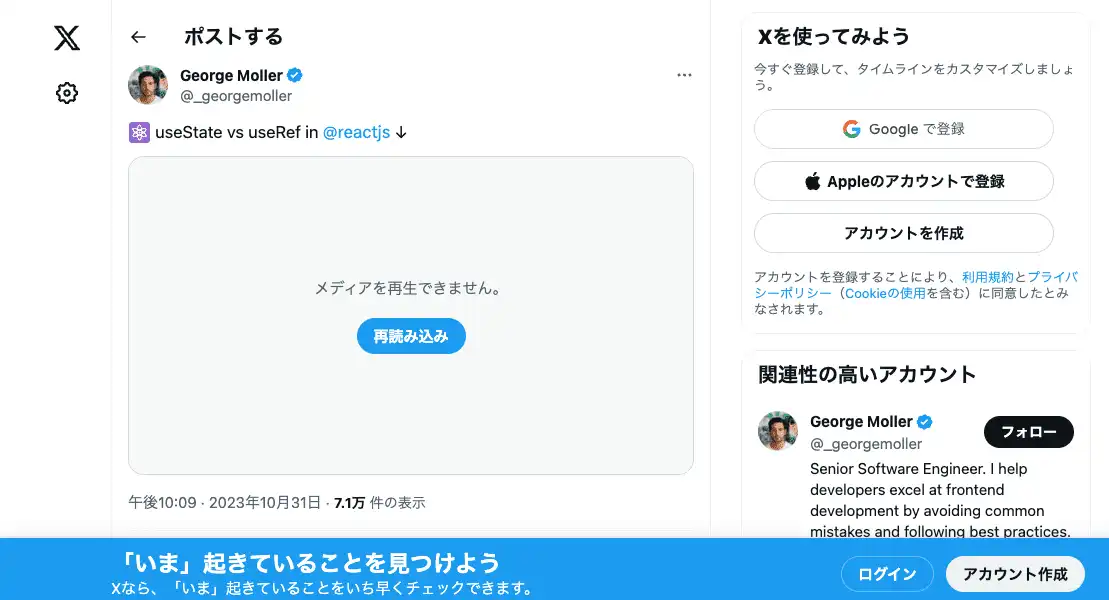 ポストする
George Moller
@_georgemoller
useState vs useRef in @reactjs ↓
メディアを再生できません。
再読み込み
午後10:09 · 2023年10月31日 · 7.1万 件の表示
Xを使ってみよう
今すぐ登録して、タイムラインをカスタマイズしましょ
う。
Google で登録
Appleのアカウントで登録
アカウントを作成
アカウントを登録することにより、利用規約とプライバ
シーポリシー（Cookieの使用を含む）に同意したとみ
なされます。
関連性の高いアカウント
George Moller
@_georgemoller
フォロー
Senior Software Engineer. I help
developers excel at frontend
development by avoiding common
mistakes and following best practices.
「いま」起きていることを見つけよう
Xなら、「いま」起きていることをいち早くチェックできます。
ログイン
アカウント作成